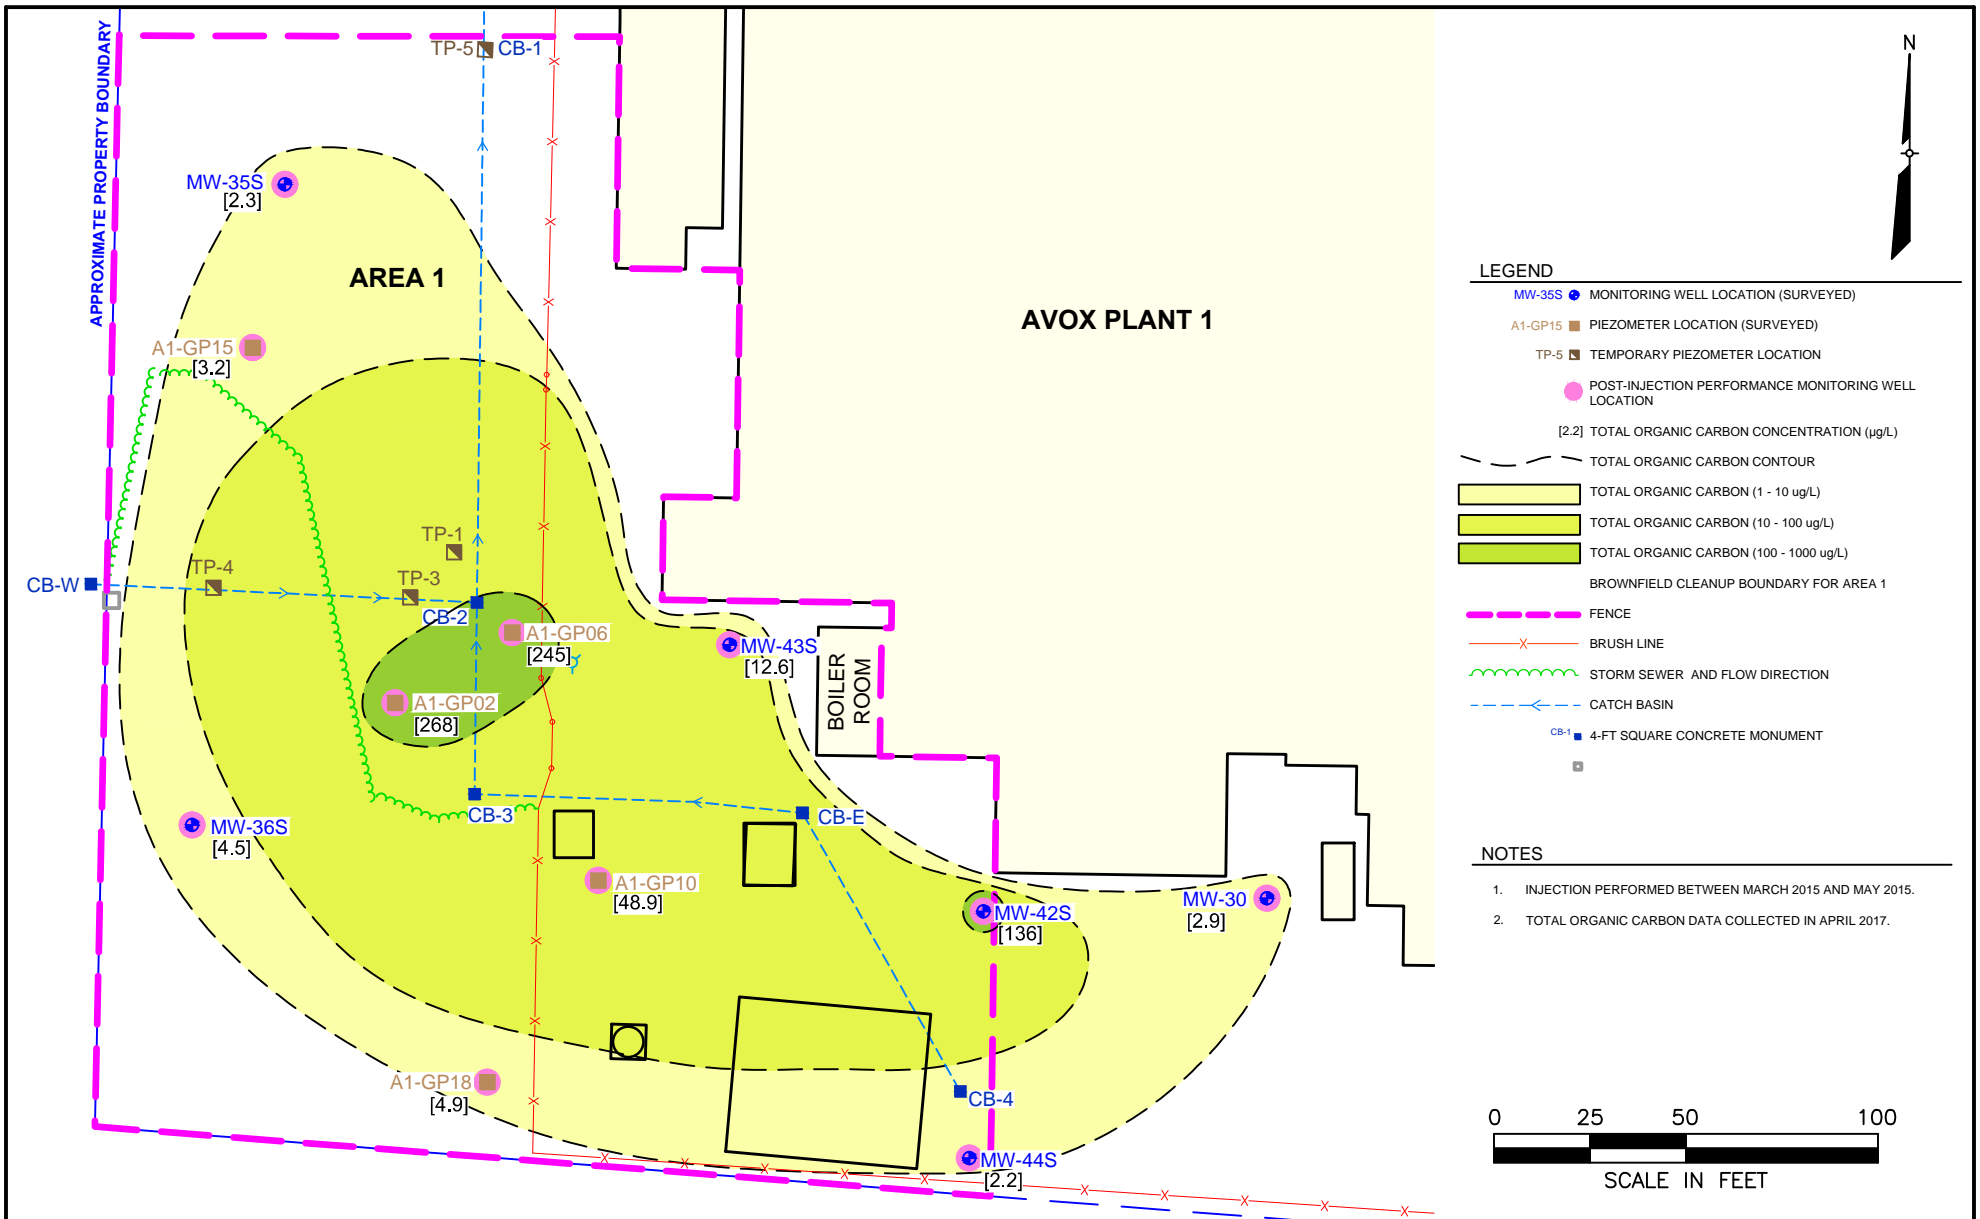 APPROXIMATE PROPERTY BOUNDARY
TP-5
CB-1
MW-35S
[2.3]
AREA 1
AVOX PLANT 1
A1-GP15
[3.2]
TP-1
TP-4
TP-3
CB-W
CB-2
A1-GP06
[245]
MW-43S
[12.6]
BOILER
ROOM
A1-GP02
[268]
CB-3
CB-E
MW-36S
[4.5]
A1-GP10
[48.9]
MW-42S
[136]
MW-30
[2.9]
A1-GP18
[4.9]
CB-4
MW-44S
[2.2]
N
LEGEND
MW-35S MONITORING WELL LOCATION (SURVEYED)
A1-GP15 PIEZOMETER LOCATION (SURVEYED)
TP-5 TEMPORARY PIEZOMETER LOCATION
POST-INJECTION PERFORMANCE MONITORING WELL
LOCATION
[2.2] TOTAL ORGANIC CARBON CONCENTRATION (µg/L)
TOTAL ORGANIC CARBON CONTOUR
TOTAL ORGANIC CARBON (1 - 10 ug/L)
TOTAL ORGANIC CARBON (10 - 100 ug/L)
TOTAL ORGANIC CARBON (100 - 1000 ug/L)
BROWNFIELD CLEANUP BOUNDARY FOR AREA 1
FENCE
BRUSH LINE
STORM SEWER AND FLOW DIRECTION
CATCH BASIN
CB-1 4-FT SQUARE CONCRETE MONUMENT
NOTES
1. INJECTION PERFORMED BETWEEN MARCH 2015 AND MAY 2015.
2. TOTAL ORGANIC CARBON DATA COLLECTED IN APRIL 2017.
0 25 50 100
SCALE IN FEET